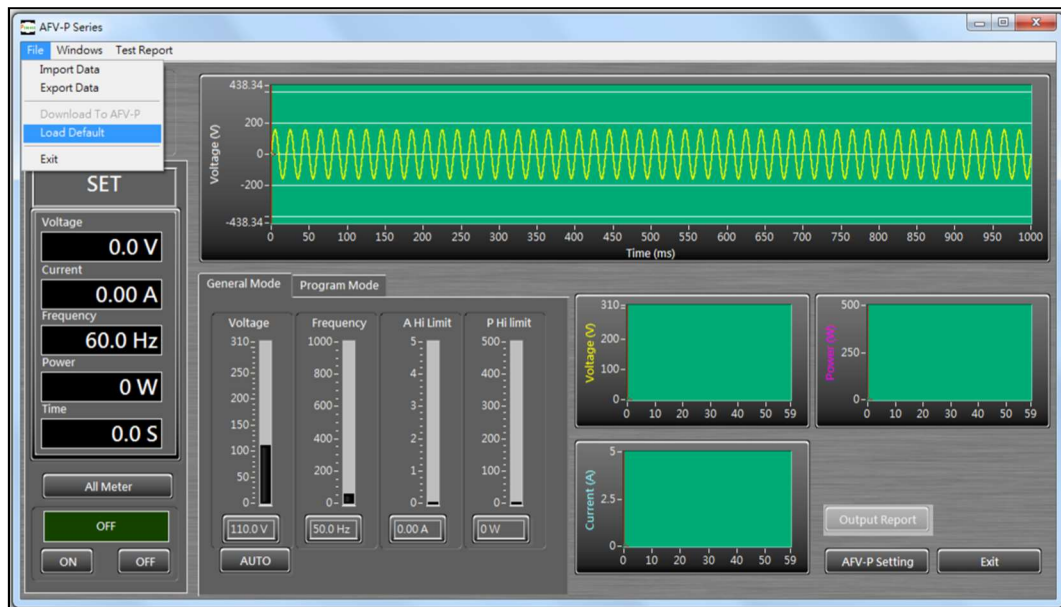 AFV-P Series
File Windows Test Report
Import Data
Export Data
Download To AFV-P
Load Default
Exit
SET
Voltage
0.0 V
Current
0.00 A
Frequency
60.0 Hz
Power
0 W
Time
0.0 S
All Meter
OFF
ON OFF
438.34
200
0
-200
-438.34
Voltage (V)
0 50 100 150 200 250 300 350 400 450 500 550 600 650 700 750 800 850 900 950 1000
Time (ms)
General Mode Program Mode
Voltage Frequency A Hi Limit P Hi limit
310 1000 5 500
250 800 4 400
200 600 3 300
150 400 2 200
100 200 1 100
50 0 0 0
0
110.0 V 50.0 Hz 0.00 A 0 W
AUTO
Voltage (V)
310
200
100
0
0 10 20 30 40 50 59
Power (W)
500
250
0
0 10 20 30 40 50 59
Current (A)
5
2.5
0
0 10 20 30 40 50 59
Output Report
AFV-P Setting Exit